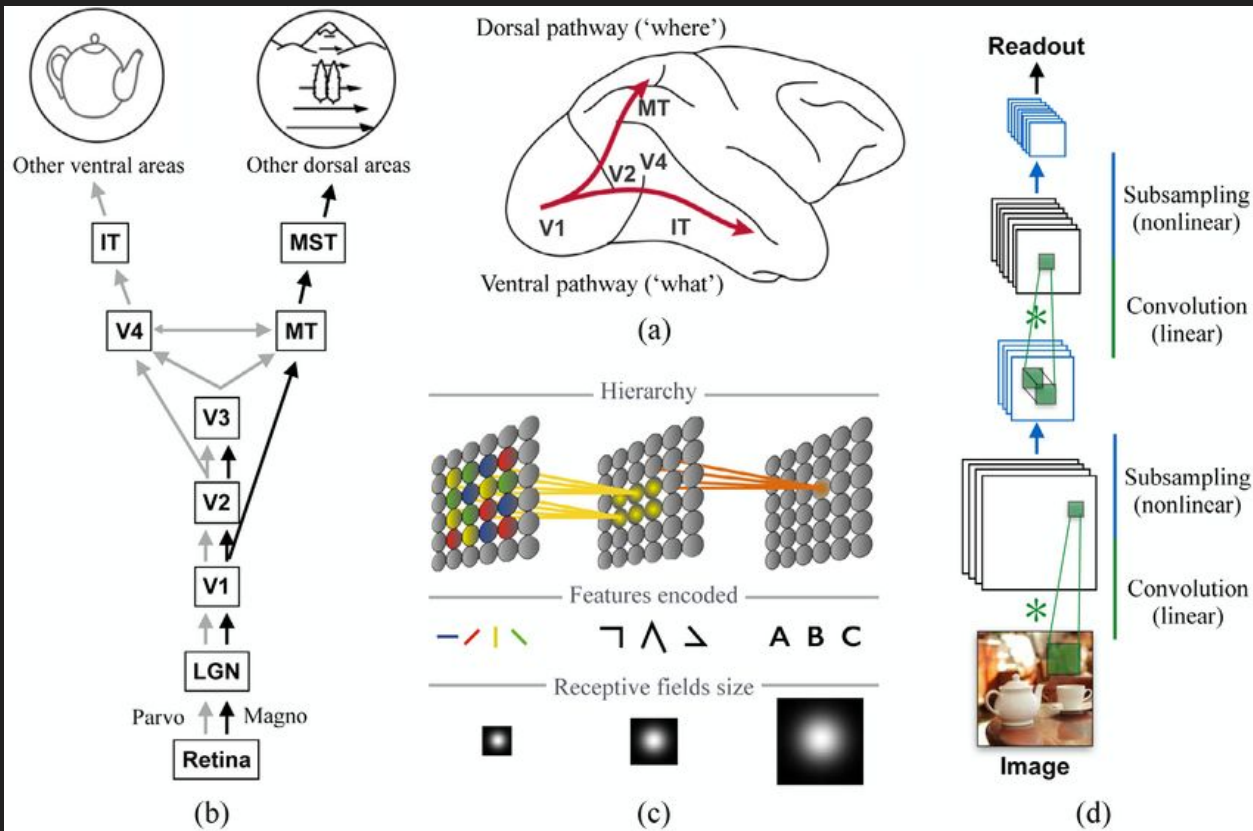 Other ventral areas
Other dorsal areas
IT
MST
V4
MT
V3
V2
V1
LGN
Parvo
Magno
Retina
(b)
Dorsal pathway (‘where’)
MT
V2
V4
V1
IT
Ventral pathway (‘what’)
(a)
Hierarchy
Features encoded
A B C
Receptive fields size
(c)
Readout
Subsampling
(nonlinear)
Convolution
(linear)
*
Subsampling
(nonlinear)
Convolution
(linear)
*
Image
(d)